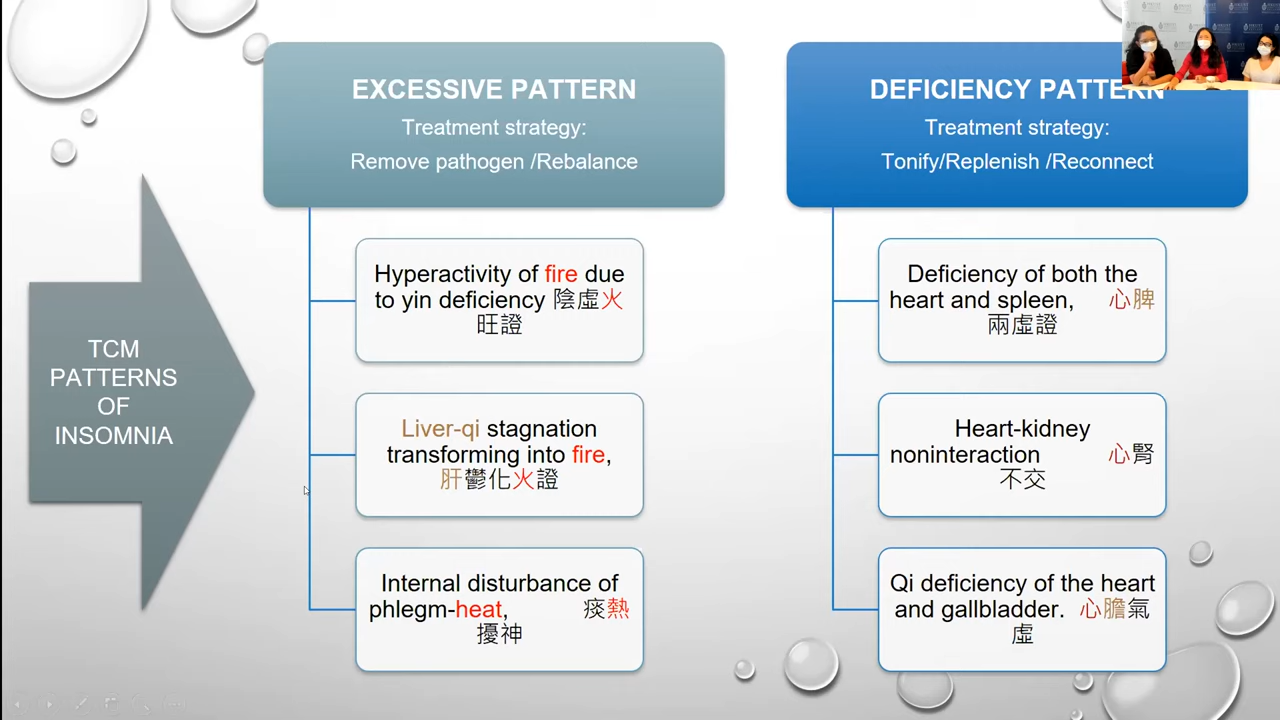 EXCESSIVE PATTERN
Treatment strategy:
Remove pathogen /Rebalance
DEFICIENCY PATTERN
Treatment strategy:
Tonify/Replenish /Reconnect
TCM
PATTERNS
OF
INSOMNIA
Hyperactivity of fire due
to yin deficiency 陰虛火
旺證
Liver-qi stagnation
transforming into fire,
肝鬱化火證
Internal disturbance of
phlegm-heat, 痰熱
擾神
Deficiency of both the
heart and spleen, 心脾
兩虛證
Heart-kidney
noninteraction 心腎
不交
Qi deficiency of the heart
and gallbladder. 心膽氣
虛